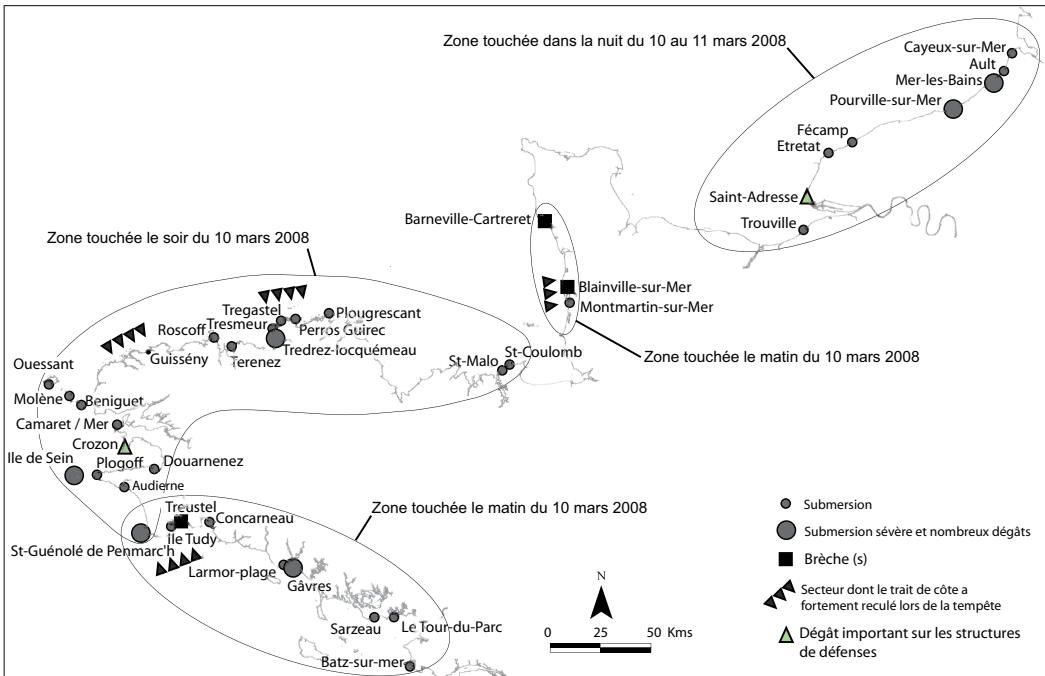 Zone touchée dans la nuit du 10 au 11 mars 2008
Cayeux-sur-Mer
Ault
Mer-les-Bains
Pourville-sur-Mer
Fécamp
Etretat
Saint-Adresse
Trouville
Barneville-Cartreret
Blainville-sur-Mer
Montmartin-sur-Mer
Zone touchée le matin du 10 mars 2008
Zone touchée le soir du 10 mars 2008
Plougrescant
Tregastel
Perros Guirec
Tresmeur
Roscoff
Tredrez-locquémeau
Terenez
Guissény
St-Coulomb
St-Malo
Ouessant
Molène
Beniguet
Camaret / Mer
Crozon
Ile de Sein
Plogoff
Douarnenez
Audierne
Zone touchée le matin du 10 mars 2008
Treustel
Concarneau
Ile Tudy
St-Guénolé de Penmarc'h
Larmor-plage
Gâvres
Sarzeau
Le Tour-du-Parc
Batz-sur-mer
N
0 25 50 Kms
Submersion
Submersion sévère et nombreux dégâts
Brèche (s)
Secteur dont le trait de côte a
fortement reculé lors de la tempête
Dégât important sur les structures
de défenses